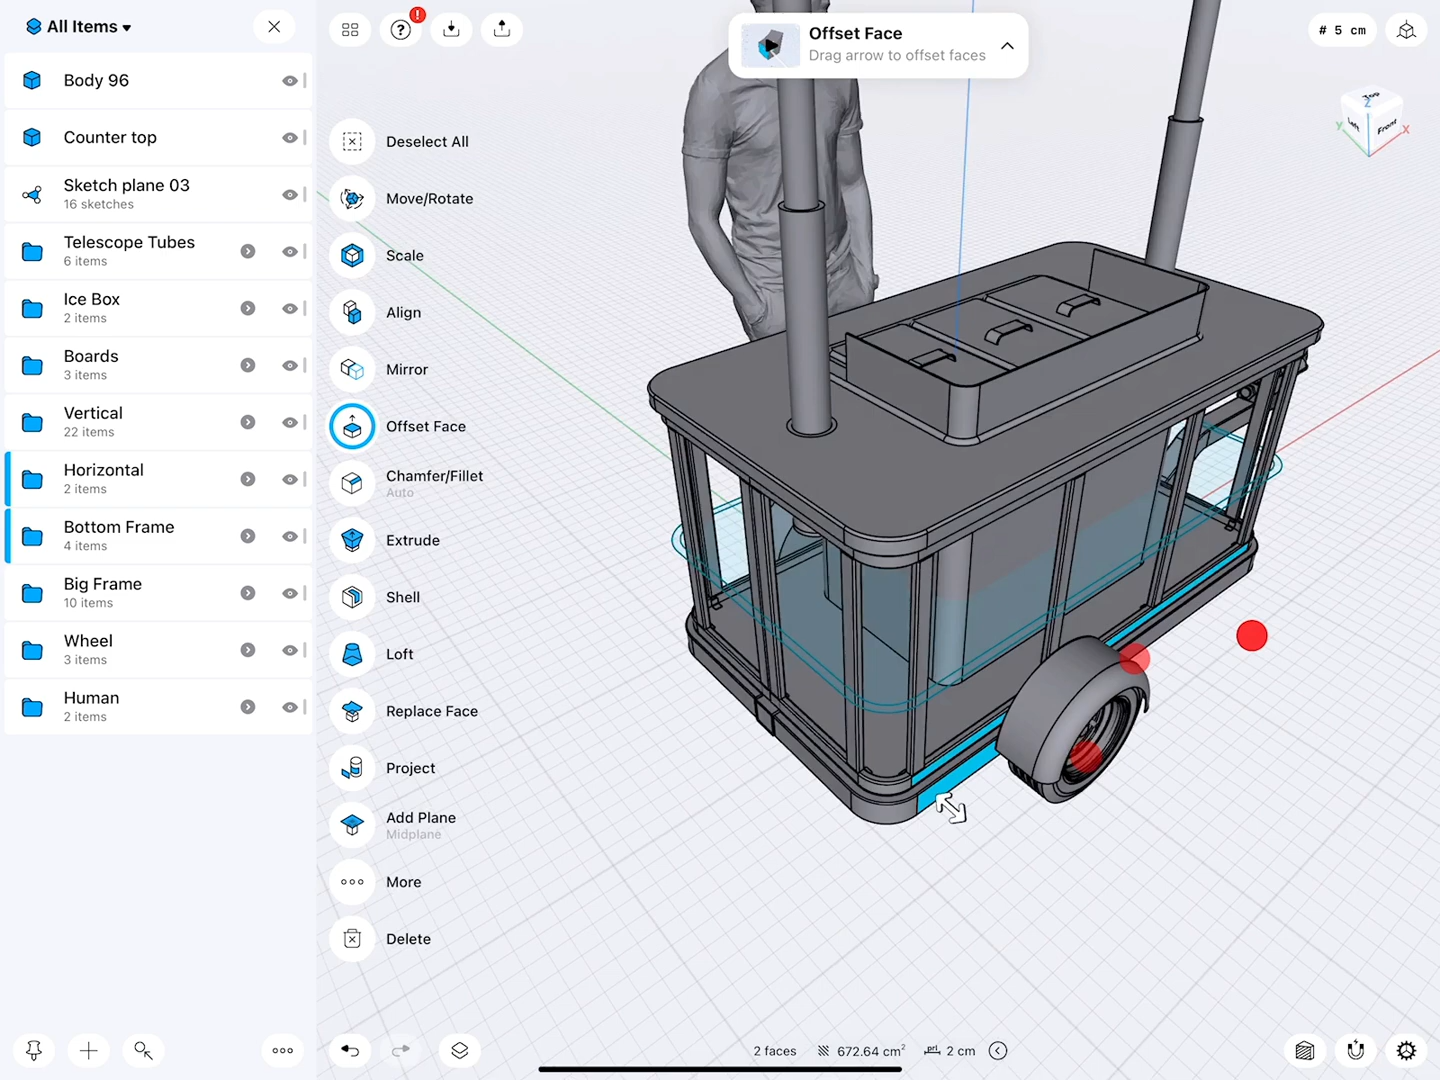 All Items
Body 96
Counter top
Sketch plane 03
16 sketches
Telescope Tubes
6 items
Ice Box
2 items
Boards
3 items
Vertical
22 items
Horizontal
2 items
Bottom Frame
4 items
Big Frame
10 items
Wheel
3 items
Human
2 items
Deselect All
Move/Rotate
Scale
Align
Mirror
Offset Face
Chamfer/Fillet
Auto
Extrude
Shell
Loft
Replace Face
Project
Add Plane
Midplane
More
Delete
Offset Face
Drag arrow to offset faces
# 5 cm
Top
Z
Left
Front
Y
X
2 faces
672.64 cm²
prl
2 cm